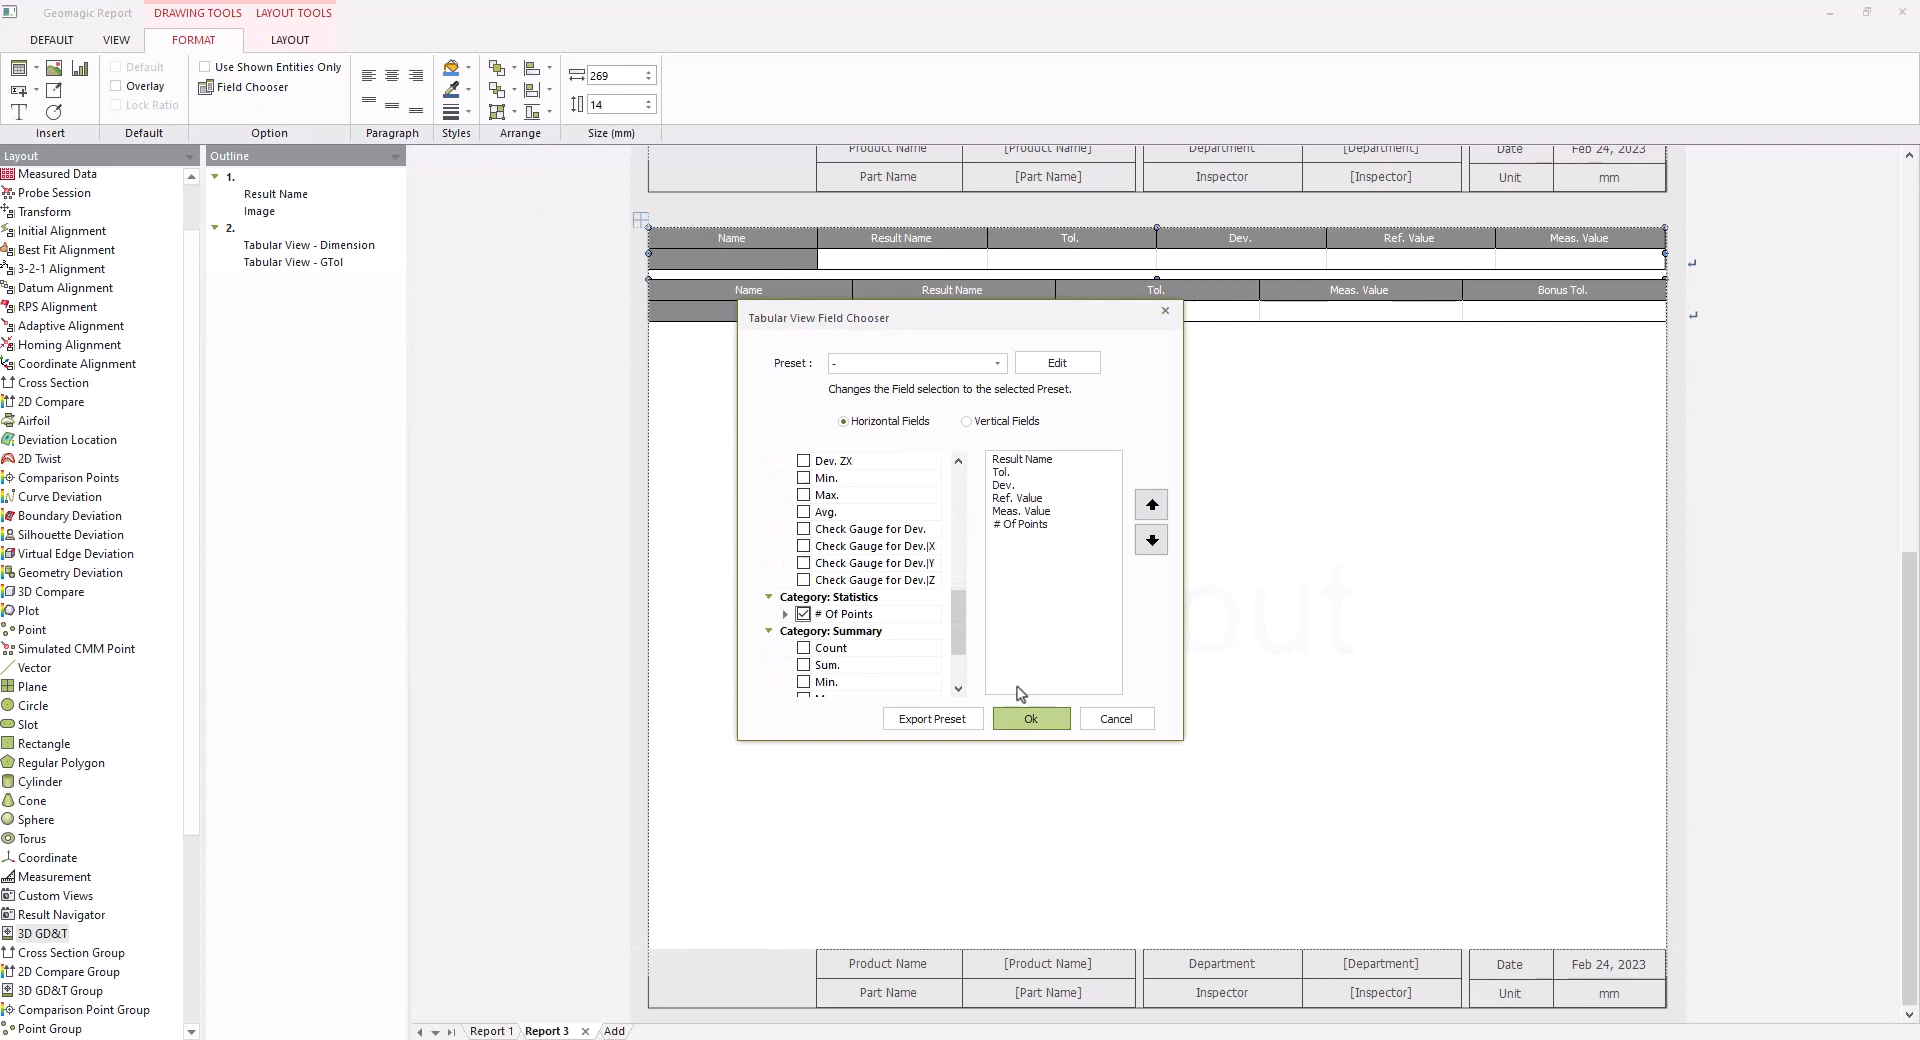 Geomagic Report
DRAWING TOOLS LAYOUT TOOLS
DEFAULT VIEW FORMAT LAYOUT
Default
Overlay
Lock Ratio
Use Shown Entities Only
Field Chooser
269
14
Insert Default Option Paragraph Styles Arrange Size (mm)
Layout
Measured Data
Probe Session
Transform
Initial Alignment
Best Fit Alignment
3-2-1 Alignment
Datum Alignment
RPS Alignment
Adaptive Alignment
Homing Alignment
Coordinate Alignment
Cross Section
2D Compare
Airfoil
Deviation Location
2D Twist
Comparison Points
Curve Deviation
Boundary Deviation
Silhouette Deviation
Virtual Edge Deviation
Geometry Deviation
3D Compare
Plot
Point
Simulated CMM Point
Vector
Plane
Circle
Slot
Rectangle
Regular Polygon
Cylinder
Cone
Sphere
Torus
Coordinate
Measurement
Custom Views
Result Navigator
3D GD&T
Cross Section Group
2D Compare Group
3D GD&T Group
Comparison Point Group
Point Group
Outline
1.
Result Name
Image
2.
Tabular View - Dimension
Tabular View - GTol
Product Name [Product Name] Department [Department] Date Feb 24, 2023
Part Name [Part Name] Inspector [Inspector] Unit mm
Name Result Name Tol. Dev. Ref. Value Meas. Value
Name Result Name Tol. Meas. Value Bonus Tol.
Tabular View Field Chooser
Preset : - Edit
Changes the Field selection to the selected Preset.
Horizontal Fields Vertical Fields
Dev. ZX
Min.
Max.
Avg.
Check Gauge for Dev.
Check Gauge for Dev.|X
Check Gauge for Dev.|Y
Check Gauge for Dev.|Z
Category: Statistics
# Of Points
Category: Summary
Count
Sum.
Min.
Result Name
Tol.
Dev.
Ref. Value
Meas. Value
# Of Points
Export Preset Ok Cancel
Product Name [Product Name] Department [Department] Date Feb 24, 2023
Part Name [Part Name] Inspector [Inspector] Unit mm
Report 1 Report 3 Add